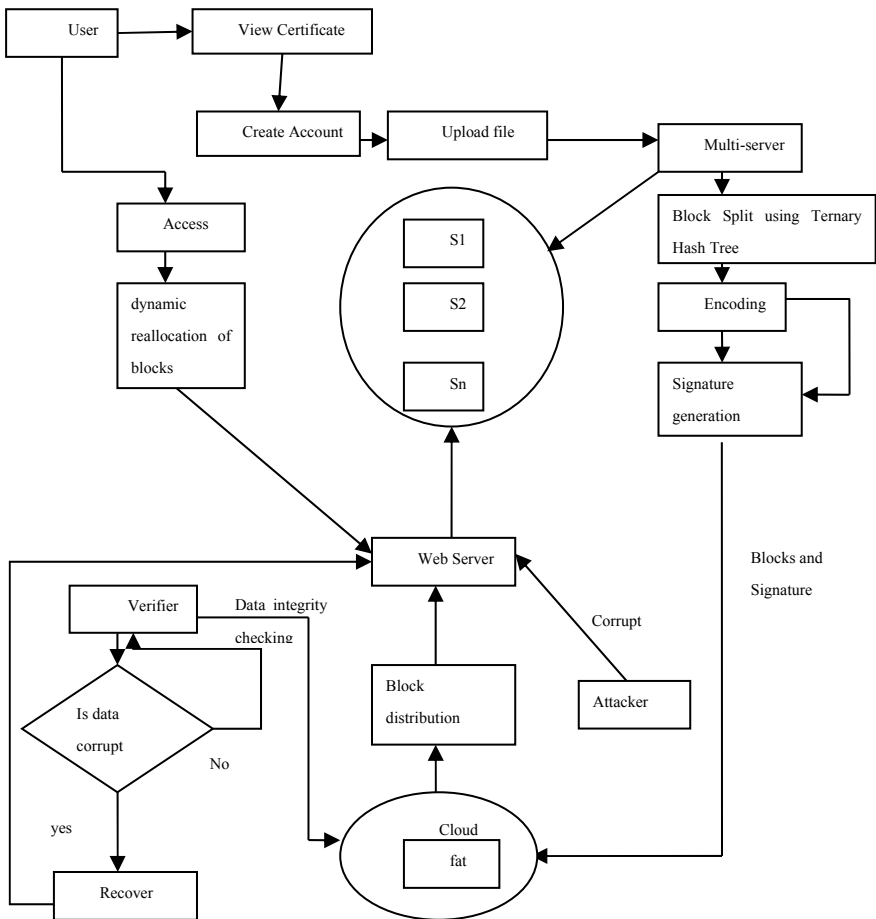 User
View Certificate
Create Account
Upload file
Multi-server
Access
S1
Block Split using Ternary
Hash Tree
dynamic
reallocation of
blocks
S2
Encoding
Sn
Signature
generation
Web Server
Blocks and
Signature
Verifier
Data integrity
checking
Corrupt
Is data
corrupt
Block
distribution
Attacker
No
yes
Cloud
fat
Recover